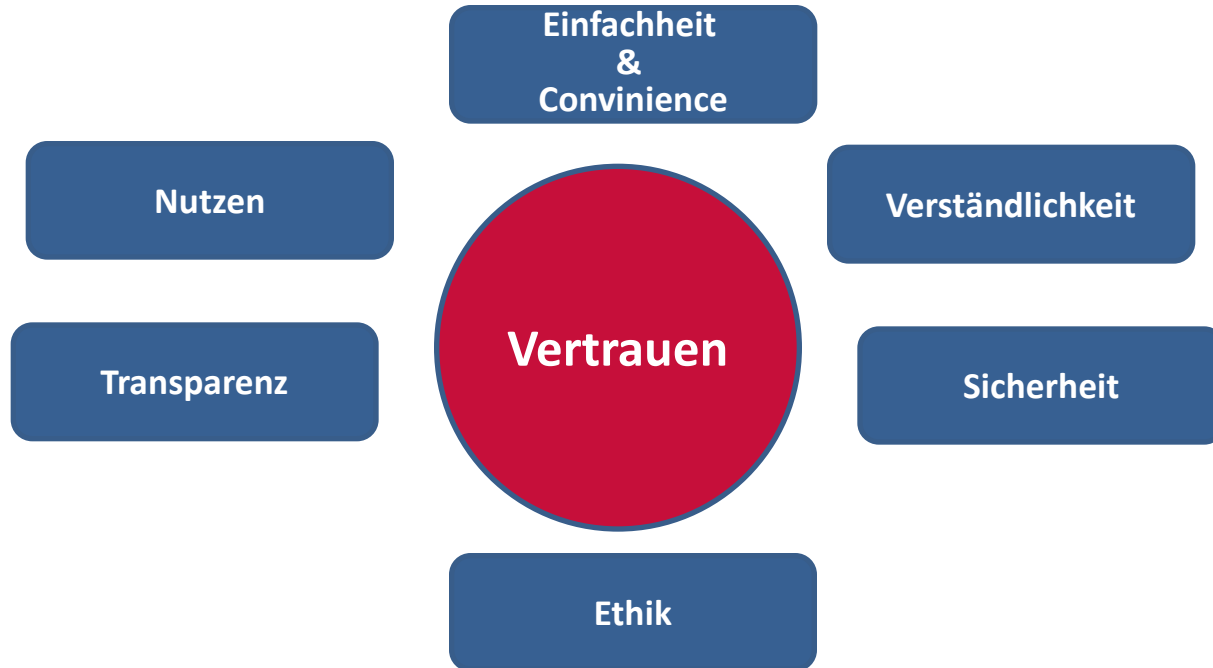 Einfachheit
&
Convinience
Nutzen
Verständlichkeit
Vertrauen
Transparenz
Sicherheit
Ethik